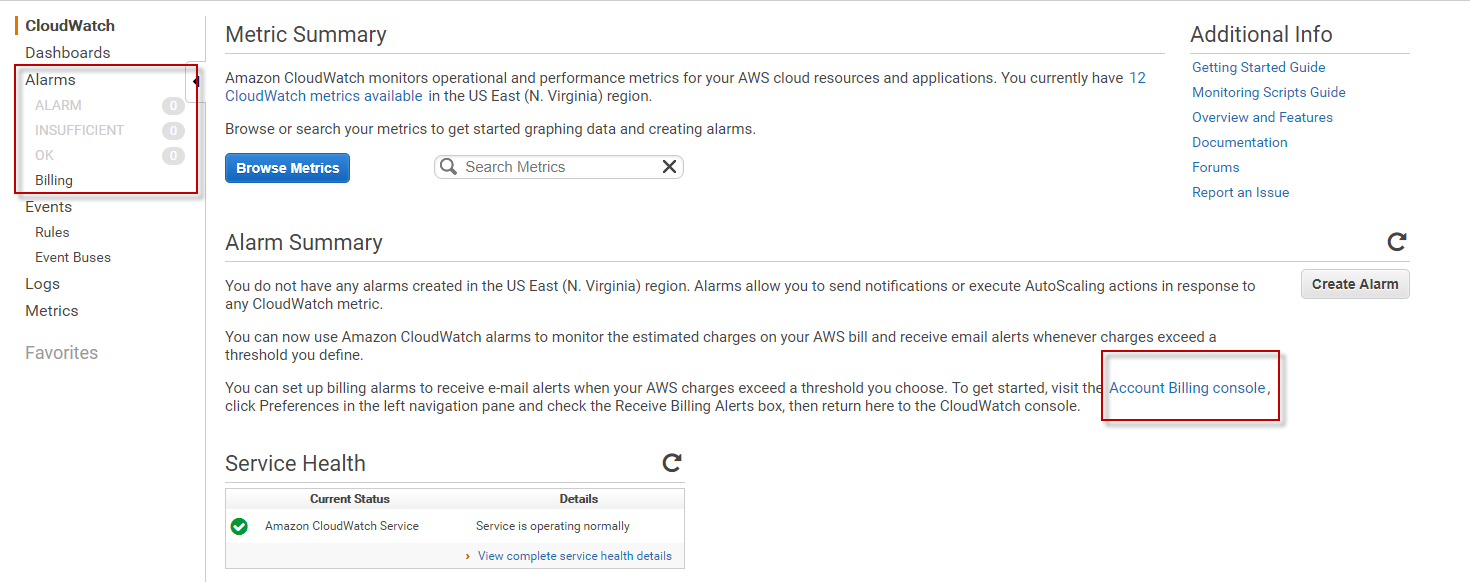 CloudWatch
Dashboards
Alarms
ALARM 0
INSUFFICIENT 0
OK 0
Billing
Events
Rules
Event Buses
Logs
Metrics
Favorites
Metric Summary
Amazon CloudWatch monitors operational and performance metrics for your AWS cloud resources and applications. You currently have 12
CloudWatch metrics available in the US East (N. Virginia) region.
Browse or search your metrics to get started graphing data and creating alarms.
Browse Metrics
Search Metrics
Alarm Summary
You do not have any alarms created in the US East (N. Virginia) region. Alarms allow you to send notifications or execute AutoScaling actions in response to
any CloudWatch metric.
Create Alarm
You can now use Amazon CloudWatch alarms to monitor the estimated charges on your AWS bill and receive email alerts whenever charges exceed a
threshold you define.
You can set up billing alarms to receive e-mail alerts when your AWS charges exceed a threshold you choose. To get started, visit the Account Billing console,
click Preferences in the left navigation pane and check the Receive Billing Alerts box, then return here to the CloudWatch console.
Service Health
Current Status Details
Amazon CloudWatch Service Service is operating normally
› View complete service health details
Additional Info
Getting Started Guide
Monitoring Scripts Guide
Overview and Features
Documentation
Forums
Report an Issue